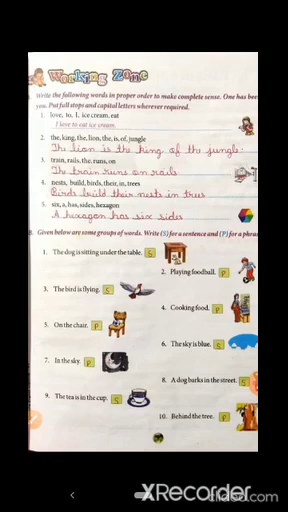 Working Zone
Write the following words in proper order to make complete sense. One has bee
you. Put full stops and capital letters wherever required.
1. love, to, I, ice cream, eat
I love to eat ice cream.
2. the, king, the, lion, the, is, of, jungle
The lion is the king of the jungle.
3. train, rails, the, runs, on
The train runs on rails
4. nests, build, birds, their, in, trees
Birds build their nests in trees
5. six, a, has, sides, hexagon
A hexagon has six sides
B. Given below are some groups of words. Write (S) for a sentence and (P) for a phra
1. The dog is sitting under the table. S
2. Playing foodball. P
3. The bird is flying. S
4. Cooking food. P
5. On the chair. P
6. The sky is blue. S
7. In the sky. P
8. A dog barks in the street. S
9. The tea is in the cup. S
10. Behind the tree. P
XRecorder